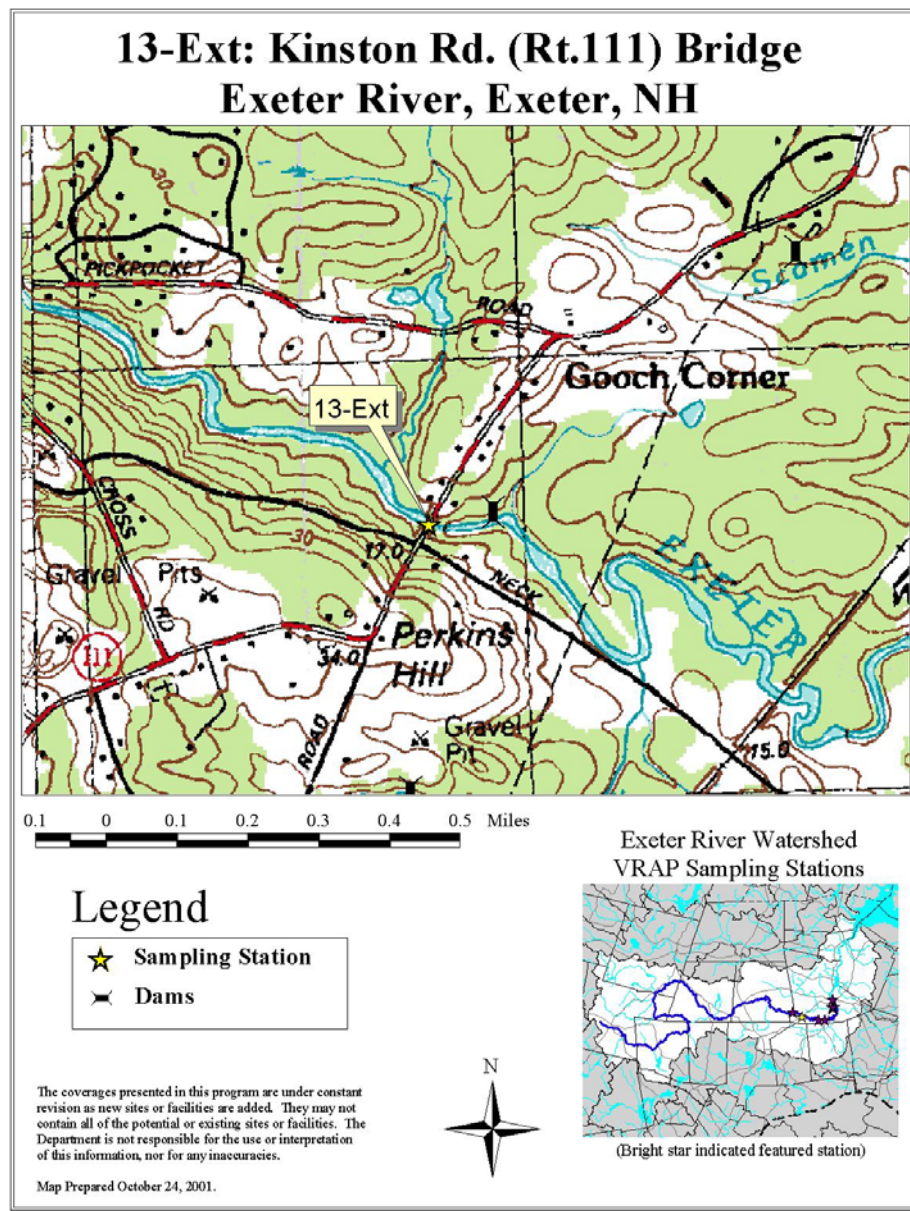 13-Ext: Kinston Rd. (Rt.111) Bridge
Exeter River, Exeter, NH
30
PICKPOCKET
ROAD
Scamen
Gooch Corner
13-Ext
CROSS
RD
30
17.0
NECK
EXETER
Gravel Pits
111
Perkins
Hill
34.0
ROAD
Gravel
Pit
15.0
0.1 0 0.1 0.2 0.3 0.4 0.5 Miles
Exeter River Watershed
VRAP Sampling Stations
Legend
Sampling Station
Dams
N
(Bright star indicated featured station)
The coverages presented in this program are under constant
revision as new sites or facilities are added. They may not
contain all of the potential or existing sites or facilities. The
Department is not responsible for the use or interpretation
of this information, nor for any inaccuracies.
Map Prepared October 24, 2001.